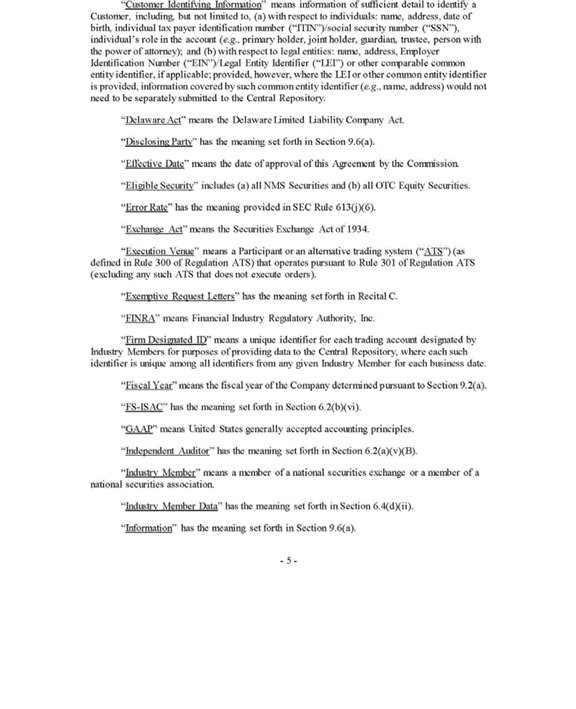 “Customer Identifying Information” means information of sufficient detail to identify a
Customer, including, but not limited to, (a) with respect to individuals: name, address, date of
birth, individual tax payer identification number (“ITIN”)/social security number (“SSN”),
individual’s role in the account (e.g., primary holder, joint holder, guardian, trustee, person with
the power of attorney); and (b) with respect to legal entities: name, address, Employer
Identification Number (“EIN”)/Legal Entity Identifier (“LEI”) or other comparable common
entity identifier, if applicable; provided, however, where the LEI or other common entity identifier
is provided, information covered by such common entity identifier (e.g., name, address) would not
need to be separately submitted to the Central Repository.
“Delaware Act” means the Delaware Limited Liability Company Act.
“Disclosing Party” has the meaning set forth in Section 9.6(a).
“Effective Date” means the date of approval of this Agreement by the Commission.
“Eligible Security” includes (a) all NMS Securities and (b) all OTC Equity Securities.
“Error Rate” has the meaning provided in SEC Rule 613(j)(6).
“Exchange Act” means the Securities Exchange Act of 1934.
“Execution Venue” means a Participant or an alternative trading system (“ATS”) (as
defined in Rule 300 of Regulation ATS) that operates pursuant to Rule 301 of Regulation ATS
(excluding any such ATS that does not execute orders).
“Exemptive Request Letters” has the meaning set forth in Recital C.
“FINRA” means Financial Industry Regulatory Authority, Inc.
“Firm Designated ID” means a unique identifier for each trading account designated by
Industry Members for purposes of providing data to the Central Repository, where each such
identifier is unique among all identifiers from any given Industry Member for each business date.
“Fiscal Year” means the fiscal year of the Company determined pursuant to Section 9.2(a).
“FS-ISAC” has the meaning set forth in Section 6.2(b)(vi).
“GAAP” means United States generally accepted accounting principles.
“Independent Auditor” has the meaning set forth in Section 6.2(a)(v)(B).
“Industry Member” means a member of a national securities exchange or a member of a
national securities association.
“Industry Member Data” has the meaning set forth in Section 6.4(d)(ii).
“Information” has the meaning set forth in Section 9.6(a).
- 5 -